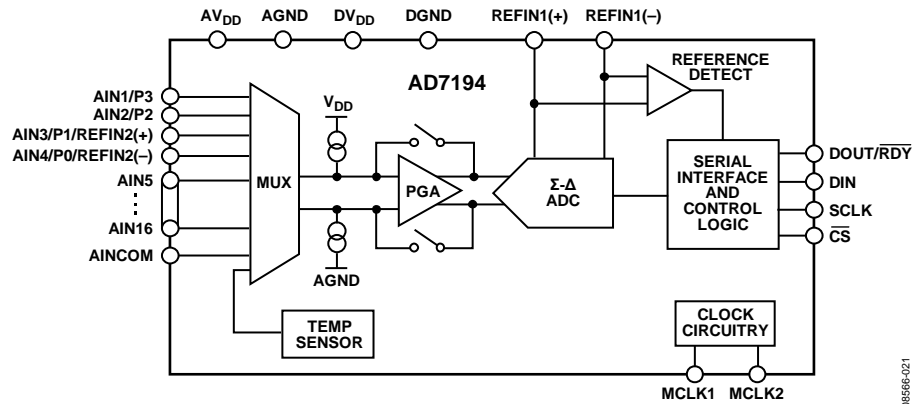 AVDD AGND DVDD DGND REFIN1(+) REFIN1(–)
AD7194
REFERENCE
DETECT
AIN1/P3
AIN2/P2
AIN3/P1/REFIN2(+)
AIN4/P0/REFIN2(–)
AIN5
AIN16
AINCOM
MUX
VDD
AGND
PGA
Σ-Δ
ADC
SERIAL
INTERFACE
AND
CONTROL
LOGIC
DOUT/RDY
DIN
SCLK
CS
TEMP
SENSOR
CLOCK
CIRCUITRY
MCLK1 MCLK2
08566-021